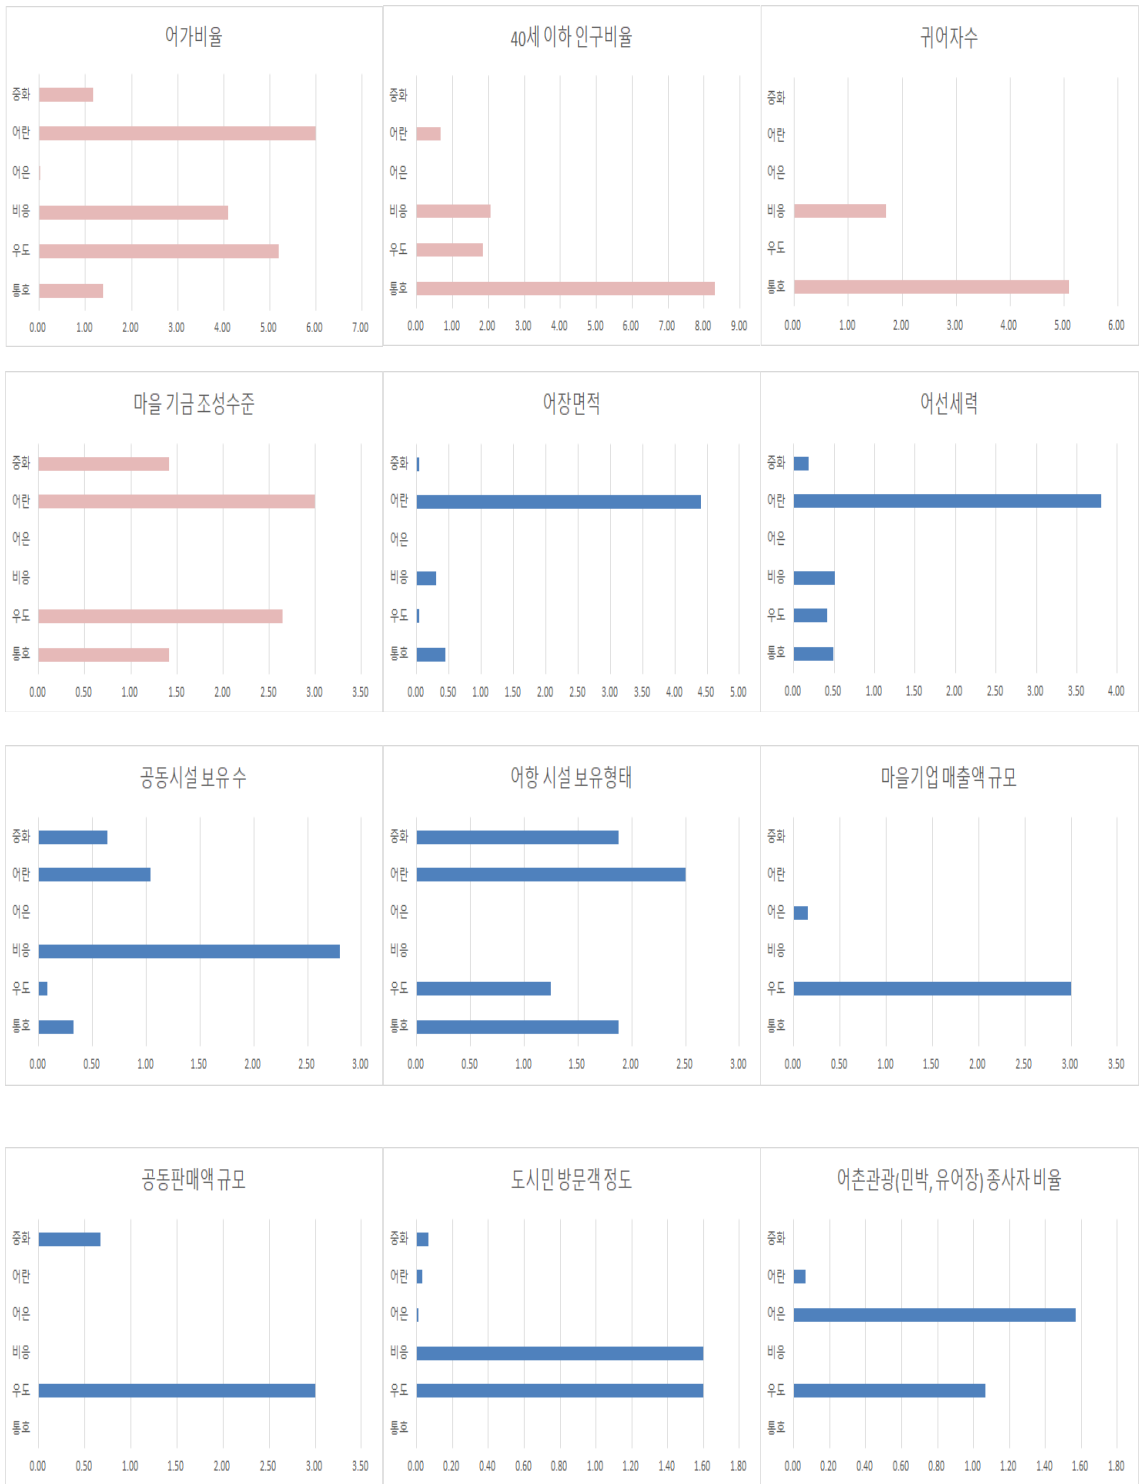 어가비율
중화
어란
어은
비응
우도
통호
0.00 1.00 2.00 3.00 4.00 5.00 6.00 7.00
40세 이하 인구비율
중화
어란
어은
비응
우도
통호
0.00 1.00 2.00 3.00 4.00 5.00 6.00 7.00 8.00 9.00
귀어자수
중화
어란
어은
비응
우도
통호
0.00 1.00 2.00 3.00 4.00 5.00 6.00
마을 기금 조성수준
중화
어란
어은
비응
우도
통호
0.00 0.50 1.00 1.50 2.00 2.50 3.00 3.50
어장면적
중화
어란
어은
비응
우도
통호
0.00 0.50 1.00 1.50 2.00 2.50 3.00 3.50 4.00 4.50 5.00
어선세력
중화
어란
어은
비응
우도
통호
0.00 0.50 1.00 1.50 2.00 2.50 3.00 3.50 4.00
공동시설 보유 수
중화
어란
어은
비응
우도
통호
0.00 0.50 1.00 1.50 2.00 2.50 3.00
어항 시설 보유형태
중화
어란
어은
비응
우도
통호
0.00 0.50 1.00 1.50 2.00 2.50 3.00
마을기업 매출액 규모
중화
어란
어은
비응
우도
통호
0.00 0.50 1.00 1.50 2.00 2.50 3.00 3.50
공동판매액 규모
중화
어란
어은
비응
우도
통호
0.00 0.50 1.00 1.50 2.00 2.50 3.00 3.50
도시민 방문객 정도
중화
어란
어은
비응
우도
통호
0.00 0.20 0.40 0.60 0.80 1.00 1.20 1.40 1.60 1.80
어촌관광(민박, 유어장) 종사자 비율
중화
어란
어은
비응
우도
통호
0.00 0.20 0.40 0.60 0.80 1.00 1.20 1.40 1.60 1.80